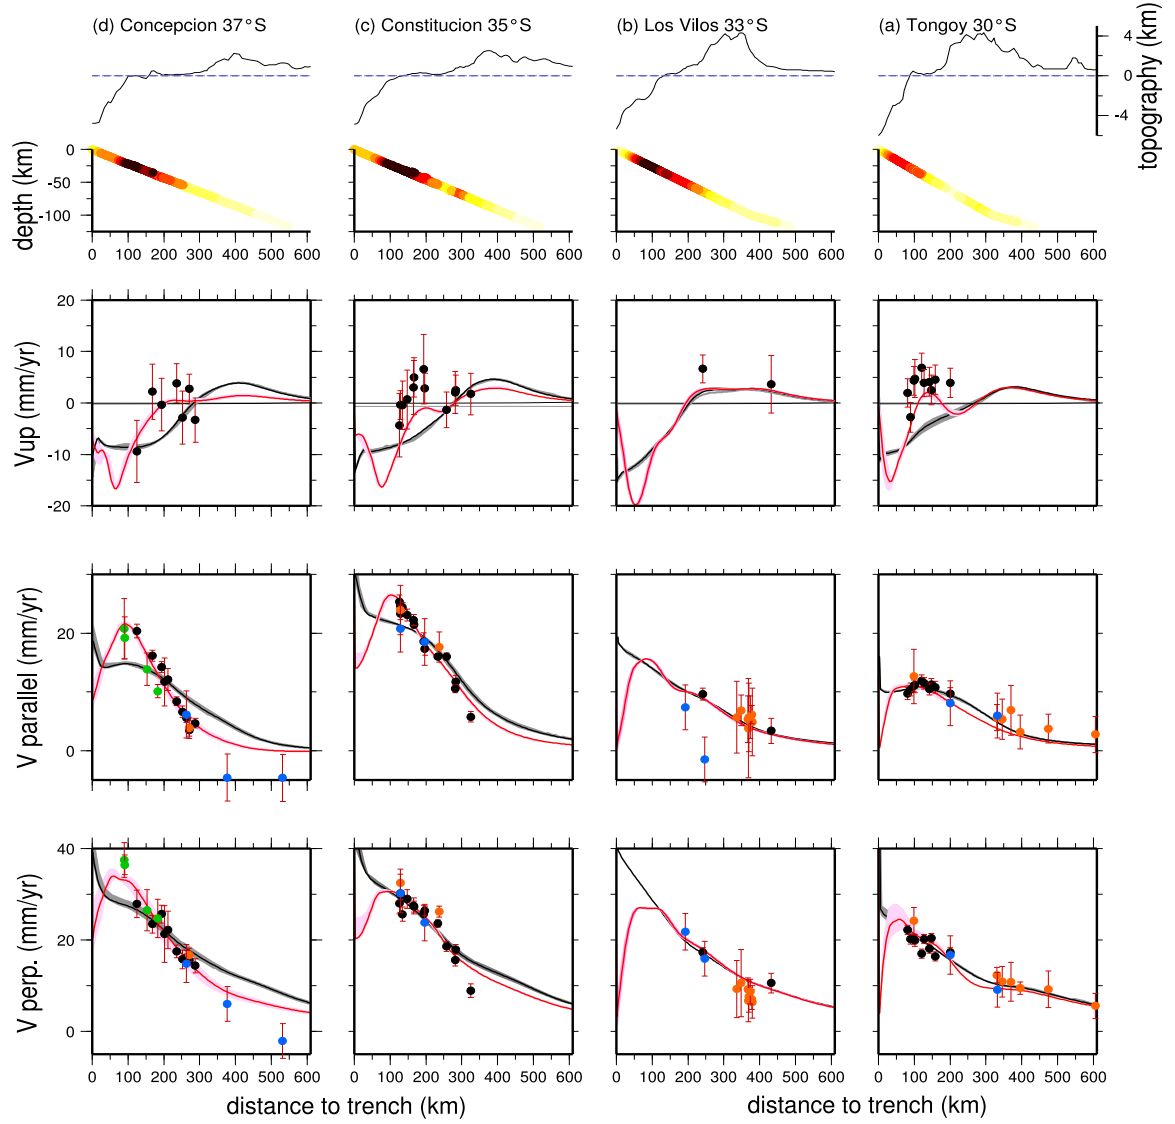 (d) Concepcion 37°S (c) Constitucion 35°S (b) Los Vilos 33°S (a) Tongoy 30°S
4
0
-4
topography (km)
0
-50
-100
depth (km)
0 100 200 300 400 500 600 0 100 200 300 400 500 600 0 100 200 300 400 500 600 0 100 200 300 400 500 600
20
10
0
-10
-20
Vup (mm/yr)
20
0
V parallel (mm/yr)
40
20
0
V perp. (mm/yr)
0 100 200 300 400 500 600 0 100 200 300 400 500 600 0 100 200 300 400 500 600 0 100 200 300 400 500 600
distance to trench (km) distance to trench (km)